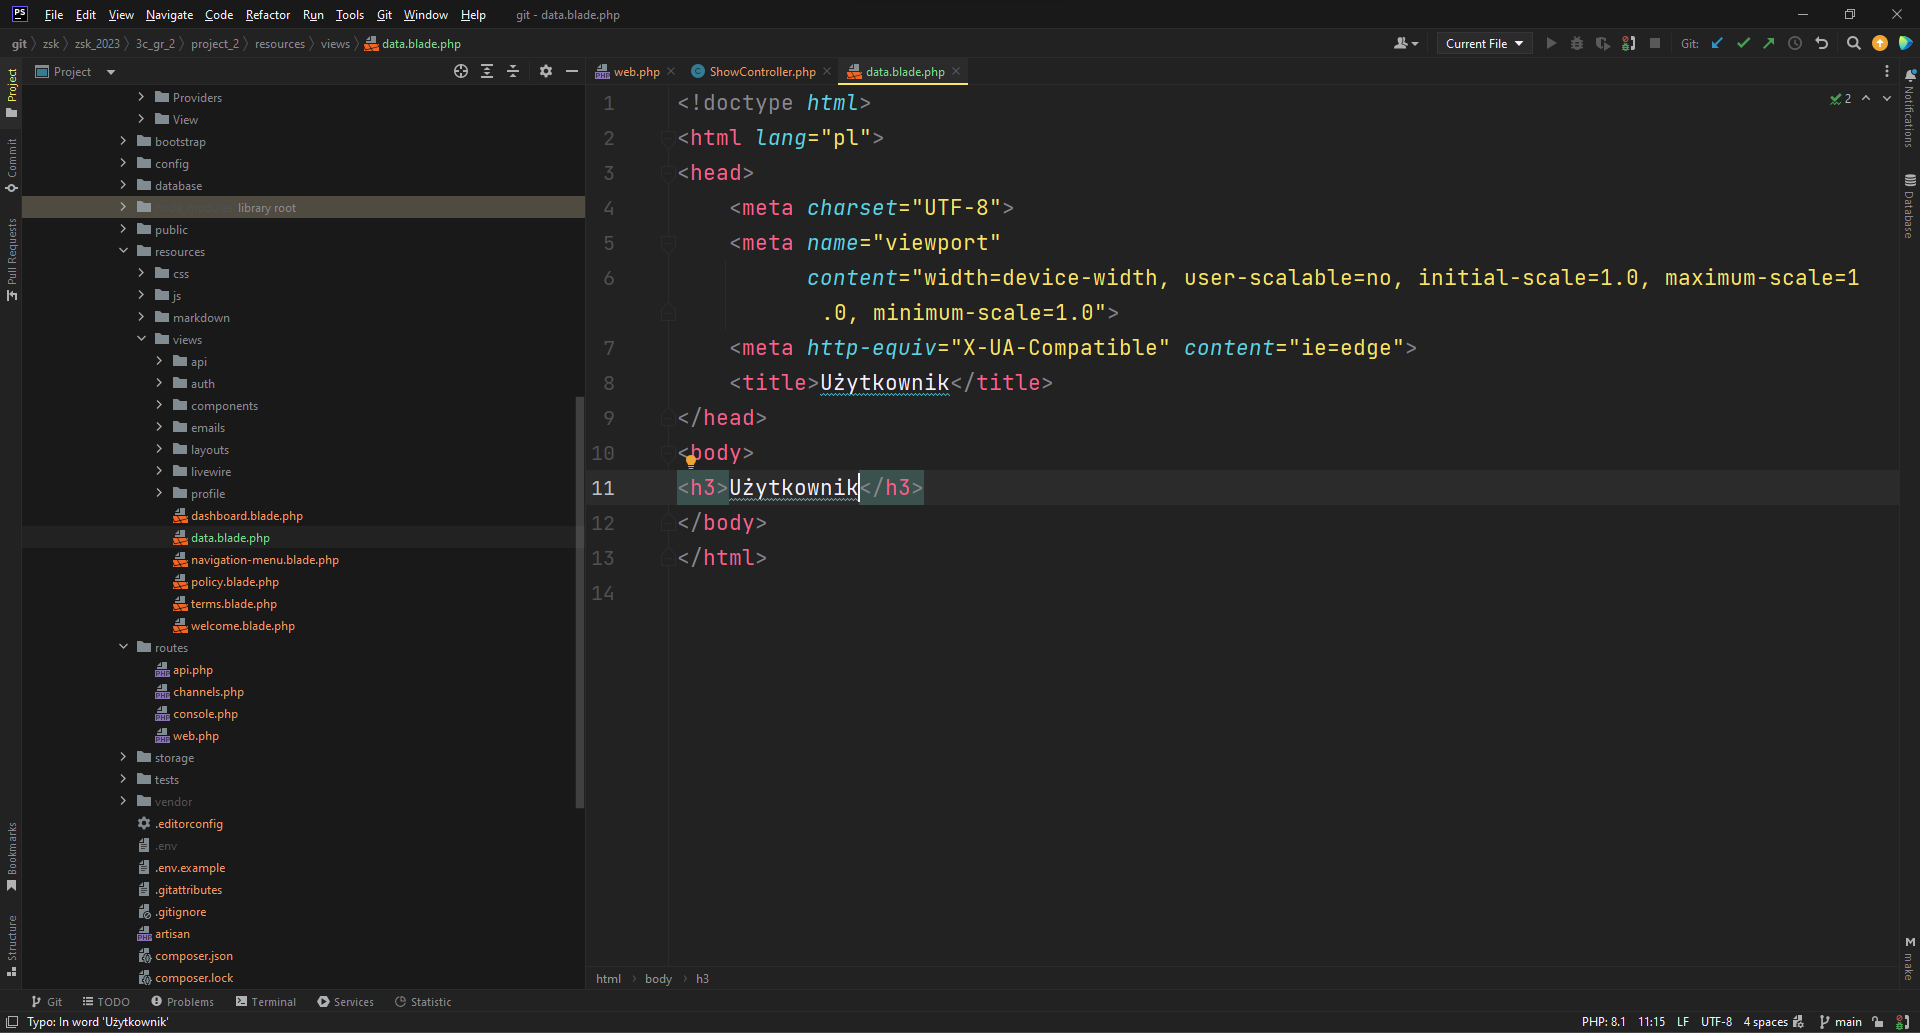 PS File Edit View Navigate Code Refactor Run Tools Git Window Help git - data.blade.php
git zsk zsk_2023 3c_gr_2 project_2 resources views data.blade.php Current File Git:
Project
web.php ShowController.php data.blade.php
Project
Commit
Pull Requests
Bookmarks
Structure
Providers
View
bootstrap
config
database
library root
public
resources
css
js
markdown
views
api
auth
components
emails
layouts
livewire
profile
dashboard.blade.php
data.blade.php
navigation-menu.blade.php
policy.blade.php
terms.blade.php
welcome.blade.php
routes
api.php
channels.php
console.php
web.php
storage
tests
vendor
.editorconfig
.env
.env.example
.gitattributes
.gitignore
artisan
composer.json
composer.lock
1 <!doctype html>
2 <html lang="pl">
3 <head>
4 <meta charset="UTF-8">
5 <meta name="viewport"
6 content="width=device-width, user-scalable=no, initial-scale=1.0, maximum-scale=1
.0, minimum-scale=1.0">
7 <meta http-equiv="X-UA-Compatible" content="ie=edge">
8 <title>Użytkownik</title>
9 </head>
10 <body>
11 <h3>Użytkownik</h3>
12 </body>
13 </html>
14
2
Notifications
Database
M make
html body h3
Git TODO Problems Terminal Services Statistic
Typo: In word 'Użytkownik' PHP: 8.1 11:15 LF UTF-8 4 spaces main